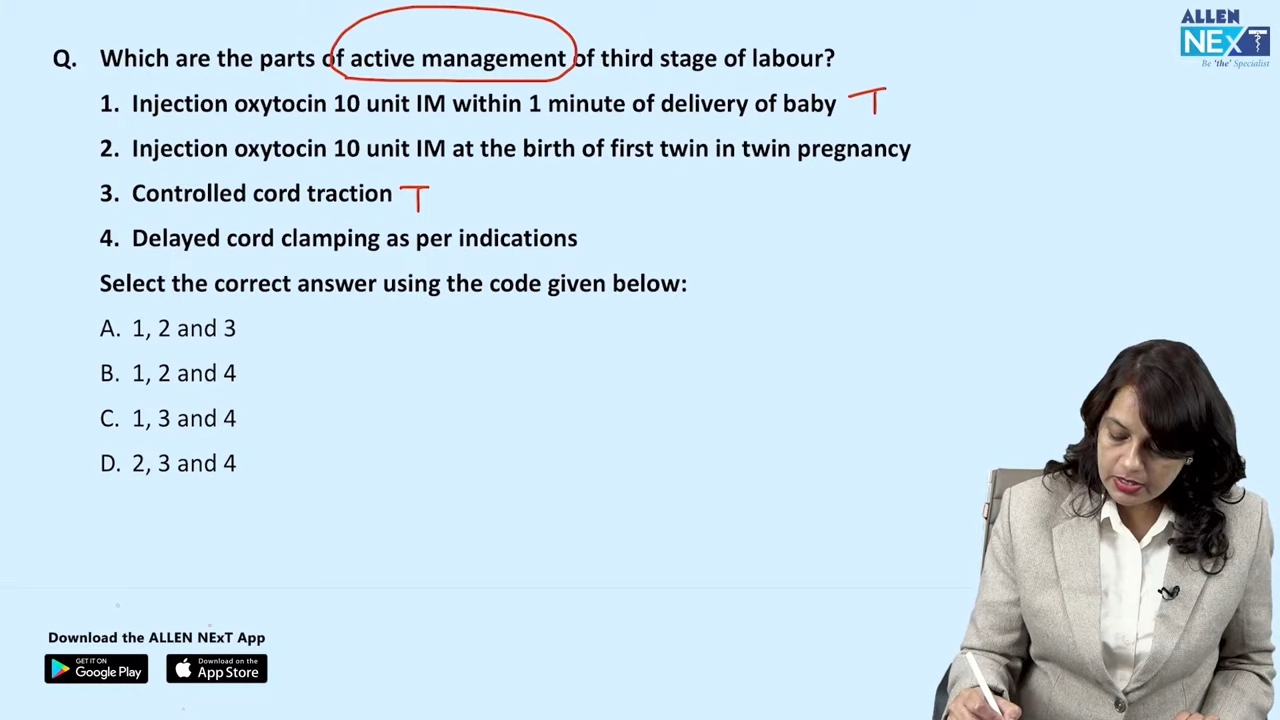 ALLEN
NEXT
Be 'the' Specialist
Q. Which are the parts of active management of third stage of labour?
1. Injection oxytocin 10 unit IM within 1 minute of delivery of baby T
2. Injection oxytocin 10 unit IM at the birth of first twin in twin pregnancy
3. Controlled cord traction T
4. Delayed cord clamping as per indications
Select the correct answer using the code given below:
A. 1, 2 and 3
B. 1, 2 and 4
C. 1, 3 and 4
D. 2, 3 and 4
Download the ALLEN NExT App
GET IT ON
Google Play
Download on the
App Store